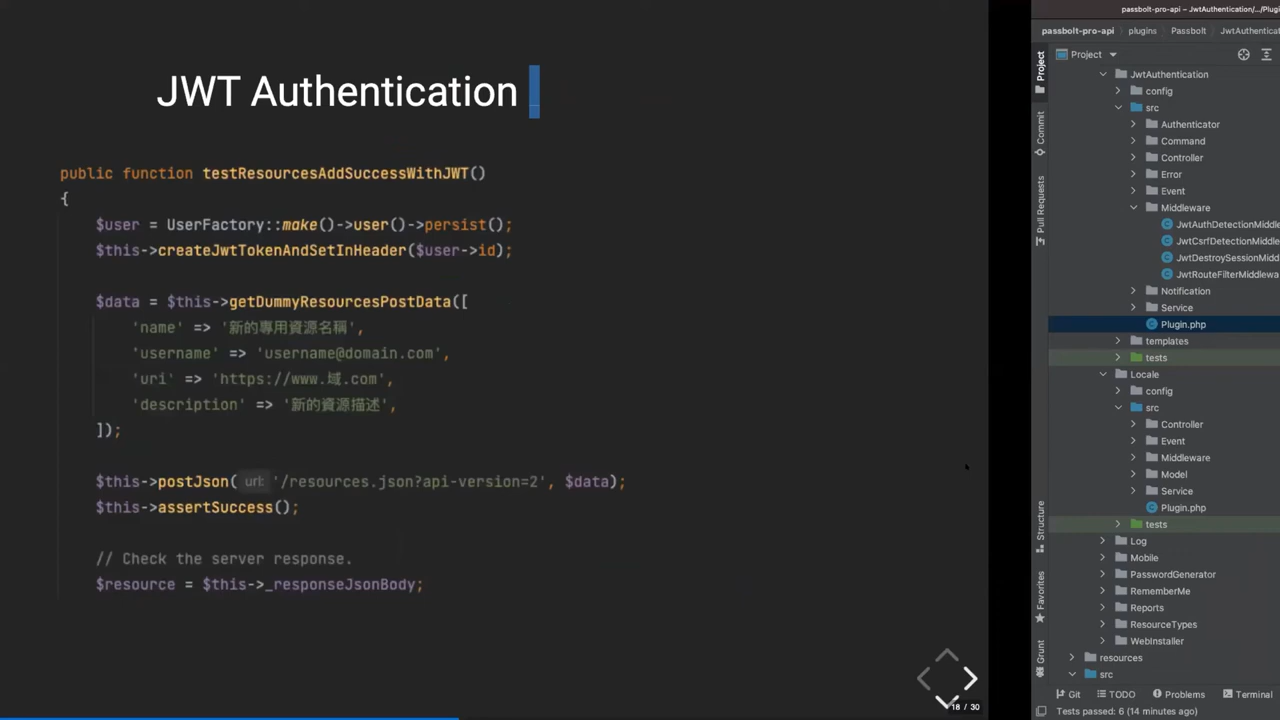 JWT Authentication
public function testResourcesAddSuccessWithJWT()
{
$user = UserFactory::make()->user()->persist();
$this->createJwtTokenAndSetInHeader($user->id);
$data = $this->getDummyResourcesPostData([
'name' => '新的專用資源名稱',
'username' => 'username@domain.com',
'uri' => 'https://www.域.com',
'description' => '新的資源描述',
]);
$this->postJson( url: '/resources.json?api-version=2', $data);
$this->assertSuccess();
// Check the server response.
$resource = $this->_responseJsonBody;
18 / 30
passbolt-pro-api – JwtAuthentication/.../Plugi
passbolt-pro-api
plugins
Passbolt
JwtAuthenticat
Project
Commit
Pull Requests
Structure
Favorites
Grunt
Project
JwtAuthentication
config
src
Authenticator
Command
Controller
Error
Event
Middleware
JwtAuthDetectionMiddle
JwtCsrfDetectionMiddle
JwtDestroySessionMidd
JwtRouteFilterMiddlewa
Notification
Service
Plugin.php
templates
tests
Locale
config
src
Controller
Event
Middleware
Model
Service
Plugin.php
tests
Log
Mobile
PasswordGenerator
RememberMe
Reports
ResourceTypes
WebInstaller
resources
src
Git
TODO
Problems
Terminal
Tests passed: 6 (14 minutes ago)